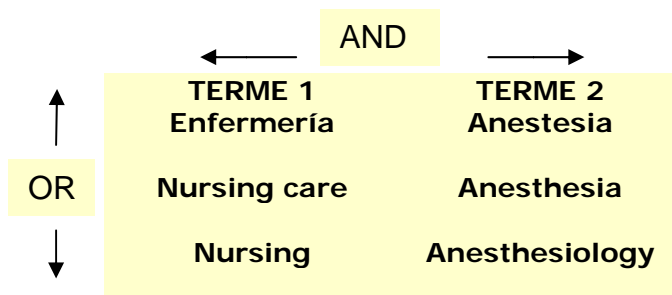 AND
TERME 1 TERME 2
Enfermería Anestesia
OR Nursing care Anesthesia
Nursing Anesthesiology